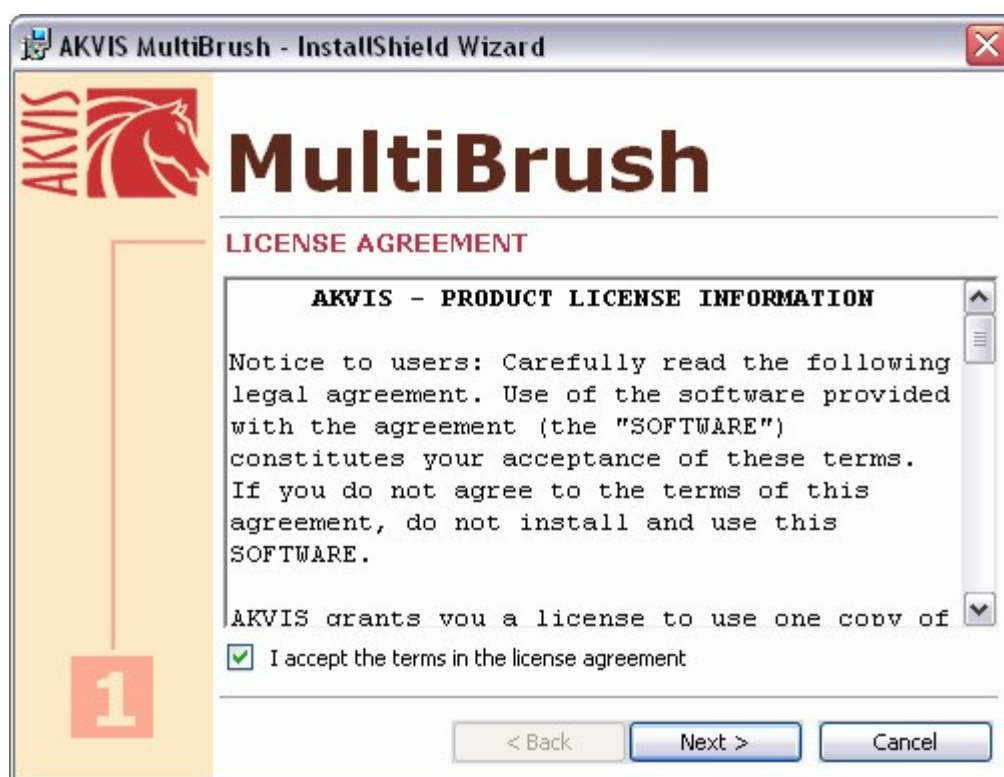 AKVIS MultiBrush - InstallShield Wizard
AKVIS
MultiBrush
LICENSE AGREEMENT
AKVIS - PRODUCT LICENSE INFORMATION
Notice to users: Carefully read the following
legal agreement. Use of the software provided
with the agreement (the "SOFTWARE")
constitutes your acceptance of these terms.
If you do not agree to the terms of this
agreement, do not install and use this
SOFTWARE.
AKVIS grants you a license to use one copy of
I accept the terms in the license agreement
1
< Back
Next >
Cancel